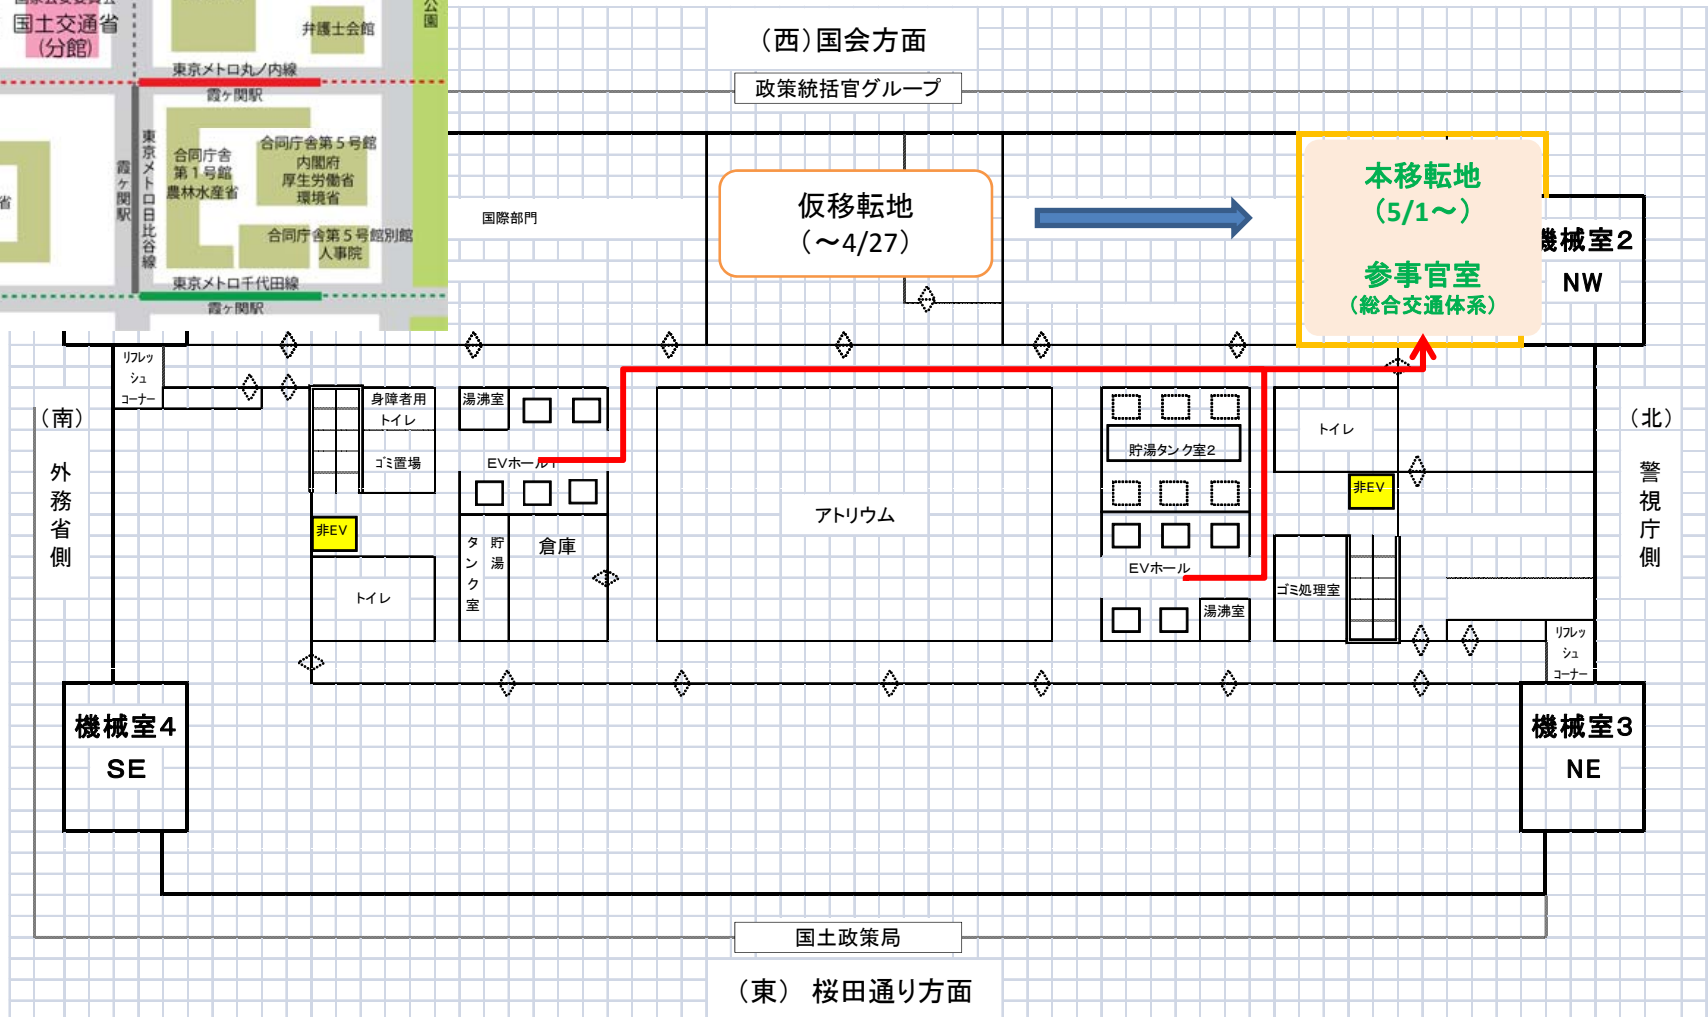 国土交通省
(分館)
弁護士会館
公園
東京メトロ丸ノ内線
霞ケ関駅
東京メトロ日比谷線
霞ケ関駅
省
合同庁舎
第１号館
農林水産省
合同庁舎第５号館
内閣府
厚生労働省
環境省
合同庁舎第５号館別館
人事院
東京メトロ千代田線
霞ケ関駅
（西）国会方面
政策統括官グループ
国際部門
仮移転地
（～4/27）
本移転地
（5/1～）
参事官室
（総合交通体系）
機械室２
NW
リフレッ
シュ
コーナー
（南）
外務省側
身障者用
トイレ
ゴミ置場
湯沸室
EVホール1
非EV
トイレ
貯湯
タンク室
倉庫
アトリウム
貯湯タンク室2
EVホール
湯沸室
トイレ
非EV
ゴミ処理室
（北）
警視庁側
リフレッ
シュ
コーナー
機械室４
SE
機械室３
NE
国土政策局
（東） 桜田通り方面